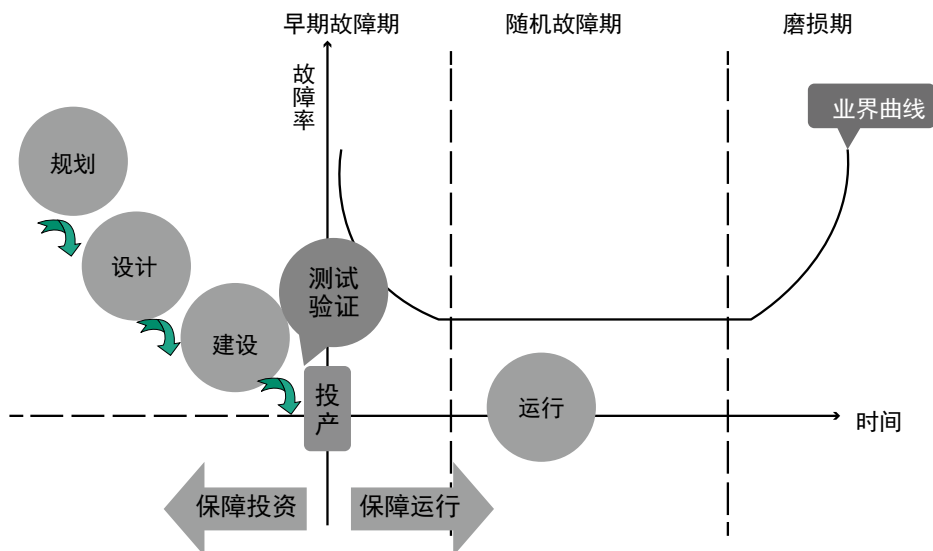 早期故障期
随机故障期
磨损期
故障率
业界曲线
规划
设计
测试
验证
建设
投
产
运行
时间
保障投资
保障运行